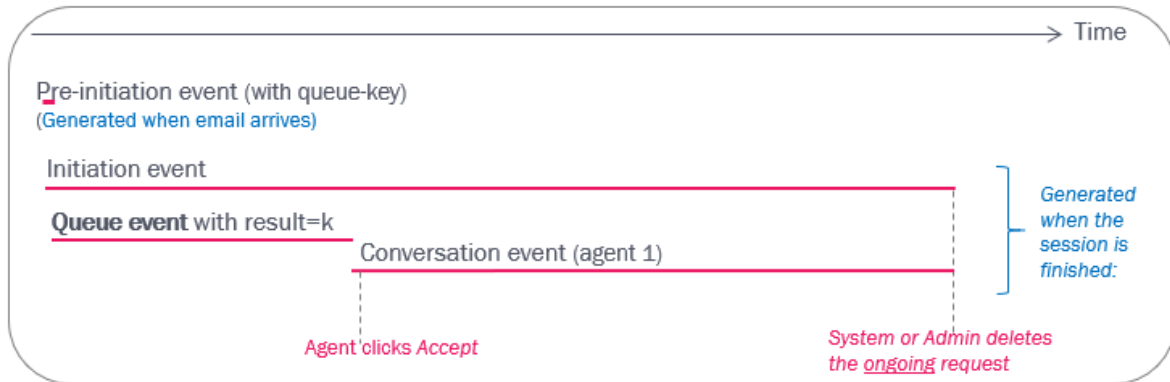 Time
Pre-initiation event (with queue-key)
(Generated when email arrives)
Initiation event
Queue event with result=k
Conversation event (agent 1)
Generated
when the
session is
finished:
Agent clicks Accept
System or Admin deletes
the ongoing request